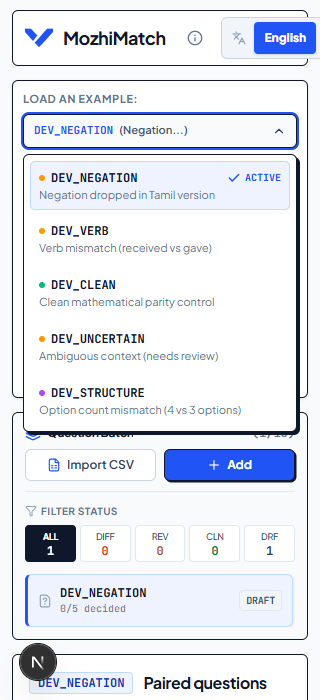 MozhiMatch
English
LOAD AN EXAMPLE:
DEV_NEGATION (Negation...)
DEV_NEGATION ACTIVE
Negation dropped in Tamil version
DEV_VERB
Verb mismatch (received vs gave)
DEV_CLEAN
Clean mathematical parity control
DEV_UNCERTAIN
Ambiguous context (needs review)
DEV_STRUCTURE
Option count mismatch (4 vs 3 options)
Question Batch
Import CSV
+ Add
FILTER STATUS
ALL DIFF REV CLN DRF
1 0 0 0 1
DEV_NEGATION
0/5 decided
DRAFT
N
DEV_NEGATION Paired questions